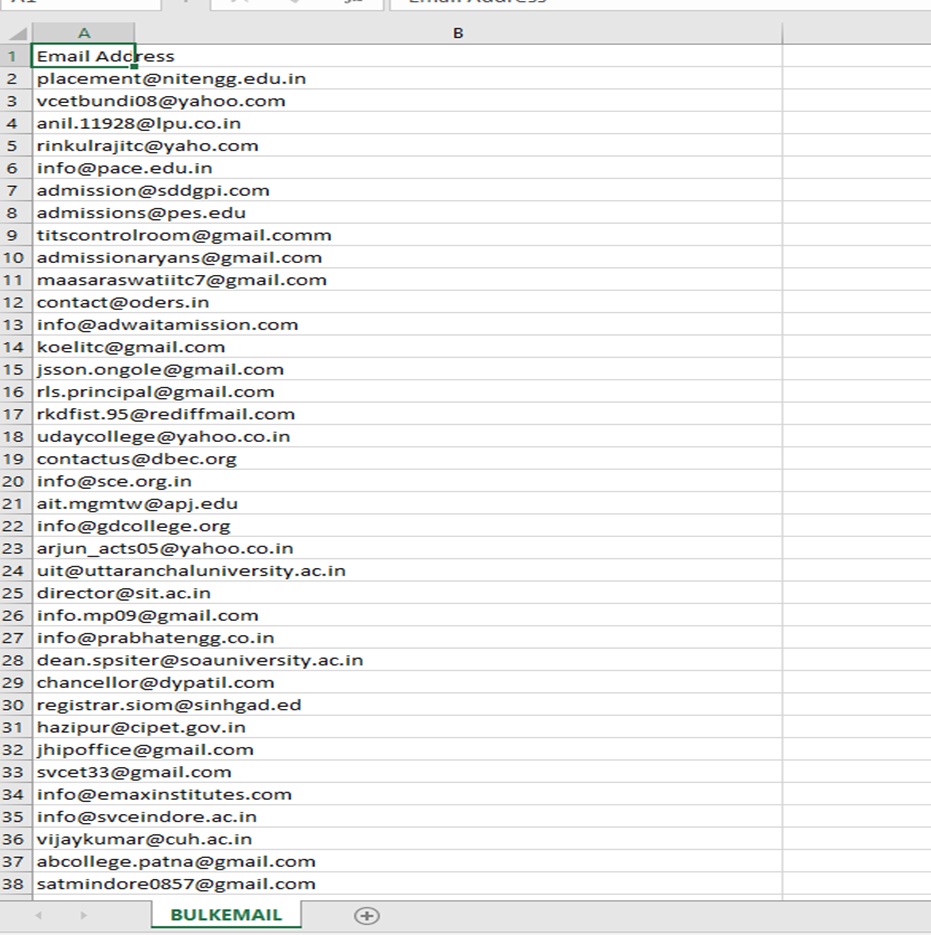 A B
1 Email Address
2 placement@nitengg.edu.in
3 vcetbundi08@yahoo.com
4 anil.11928@lpu.co.in
5 rinkulrajitc@yaho.com
6 info@pace.edu.in
7 admission@sddgpi.com
8 admissions@pes.edu
9 titscontrolroom@gmail.comm
10 admissionaryans@gmail.com
11 maasaraswatiitc7@gmail.com
12 contact@oders.in
13 info@adwaitamission.com
14 koelitc@gmail.com
15 jsson.ongole@gmail.com
16 rls.principal@gmail.com
17 rkdfist.95@rediffmail.com
18 udaycollege@yahoo.co.in
19 contactus@dbec.org
20 info@sce.org.in
21 ait.mgmtw@apj.edu
22 info@gdcollege.org
23 arjun_acts05@yahoo.co.in
24 uit@uttaranchaluniversity.ac.in
25 director@sit.ac.in
26 info.mp09@gmail.com
27 info@prabhatengg.co.in
28 dean.spsiter@soauniversity.ac.in
29 chancellor@dypatil.com
30 registrar.siom@sinhgad.ed
31 hazipur@cipet.gov.in
32 jhipoffice@gmail.com
33 svcet33@gmail.com
34 info@emaxinstitutes.com
35 info@svceindore.ac.in
36 vijaykumar@cuh.ac.in
37 abcollege.patna@gmail.com
38 satmindore0857@gmail.com
BULKEMAIL